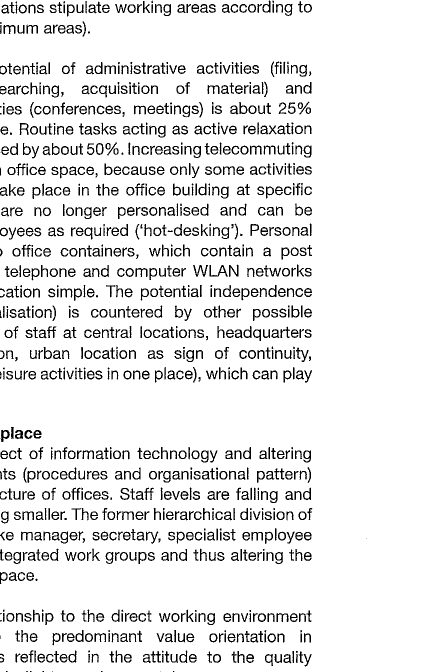 ations stipulate working areas according to
imum areas).
otential of administrative activities (filing,
earching, acquisition of material) and
ties (conferences, meetings) is about 25%
e. Routine tasks acting as active relaxation
ed by about 50%. Increasing telecommuting
office space, because only some activities
ake place in the office building at specific
are no longer personalised and can be
oyees as required (‘hot-desking’). Personal
office containers, which contain a post
telephone and computer WLAN networks
cation simple. The potential independence
alisation) is countered by other possible
of staff at central locations, headquarters
on, urban location as sign of continuity,
eisure activities in one place), which can play
place
ect of information technology and altering
nts (procedures and organisational pattern)
cture of offices. Staff levels are falling and
g smaller. The former hierarchical division of
ke manager, secretary, specialist employee
tegrated work groups and thus altering the
pace.
tionship to the direct working environment
the predominant value orientation in
s reflected in the attitude to the quality